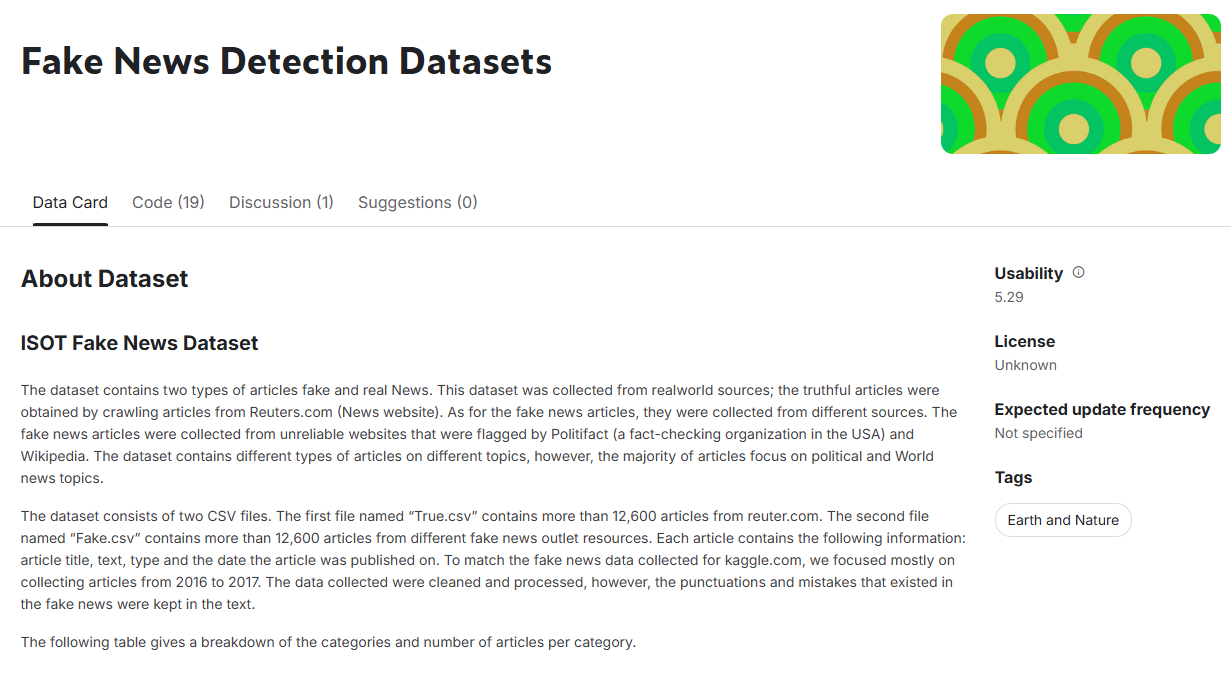 Fake News Detection Datasets
Data Card
Code (19)
Discussion (1)
Suggestions (0)
About Dataset
ISOT Fake News Dataset
The dataset contains two types of articles fake and real News. This dataset was collected from realworld sources; the truthful articles were
obtained by crawling articles from Reuters.com (News website). As for the fake news articles, they were collected from different sources. The
fake news articles were collected from unreliable websites that were flagged by Politifact (a fact-checking organization in the USA) and
Wikipedia. The dataset contains different types of articles on different topics, however, the majority of articles focus on political and World
news topics.
The dataset consists of two CSV files. The first file named “True.csv” contains more than 12,600 articles from reuter.com. The second file
named “Fake.csv” contains more than 12,600 articles from different fake news outlet resources. Each article contains the following information:
article title, text, type and the date the article was published on. To match the fake news data collected for kaggle.com, we focused mostly on
collecting articles from 2016 to 2017. The data collected were cleaned and processed, however, the punctuations and mistakes that existed in
the fake news were kept in the text.
The following table gives a breakdown of the categories and number of articles per category.
Usability
5.29
License
Unknown
Expected update frequency
Not specified
Tags
Earth and Nature